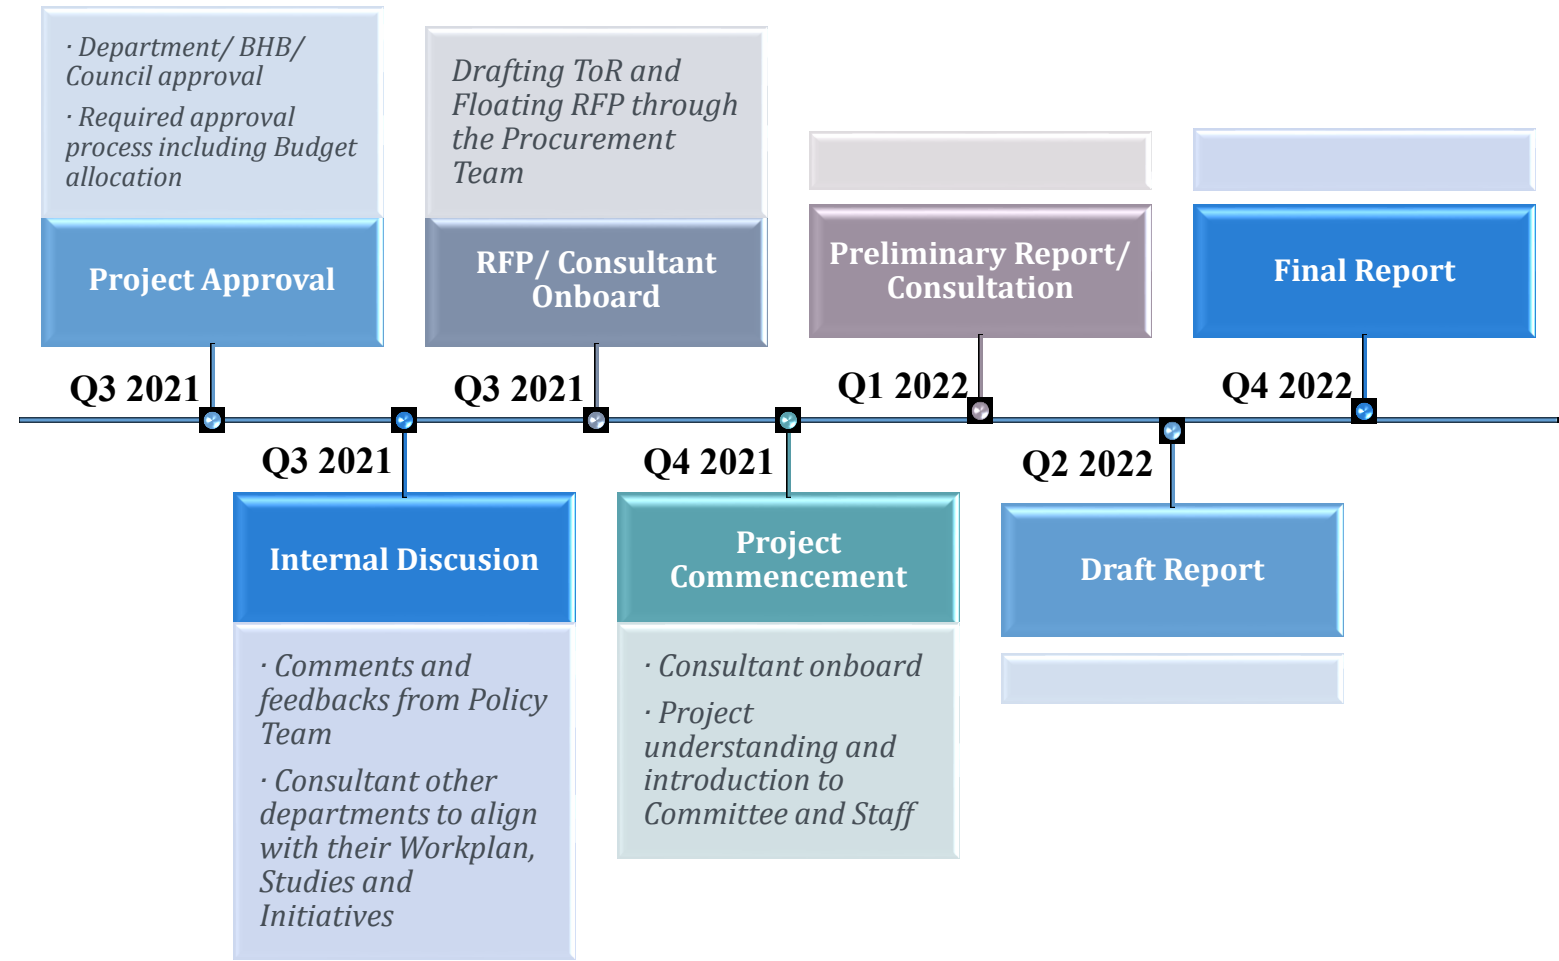 · Department/ BHB/
Council approval
· Required approval
process including Budget
allocation
Project Approval
Q3 2021
Internal Discusion
· Comments and
feedbacks from Policy
Team
· Consultant other
departments to align
with their Workplan,
Studies and
Initiatives
Q3 2021
Drafting ToR and
Floating RFP through
the Procurement
Team
RFP/ Consultant
Onboard
Q3 2021
Q4 2021
Project
Commencement
· Consultant onboard
· Project
understanding and
introduction to
Committee and Staff
Preliminary Report/
Consultation
Q1 2022
Q2 2022
Draft Report
Final Report
Q4 2022